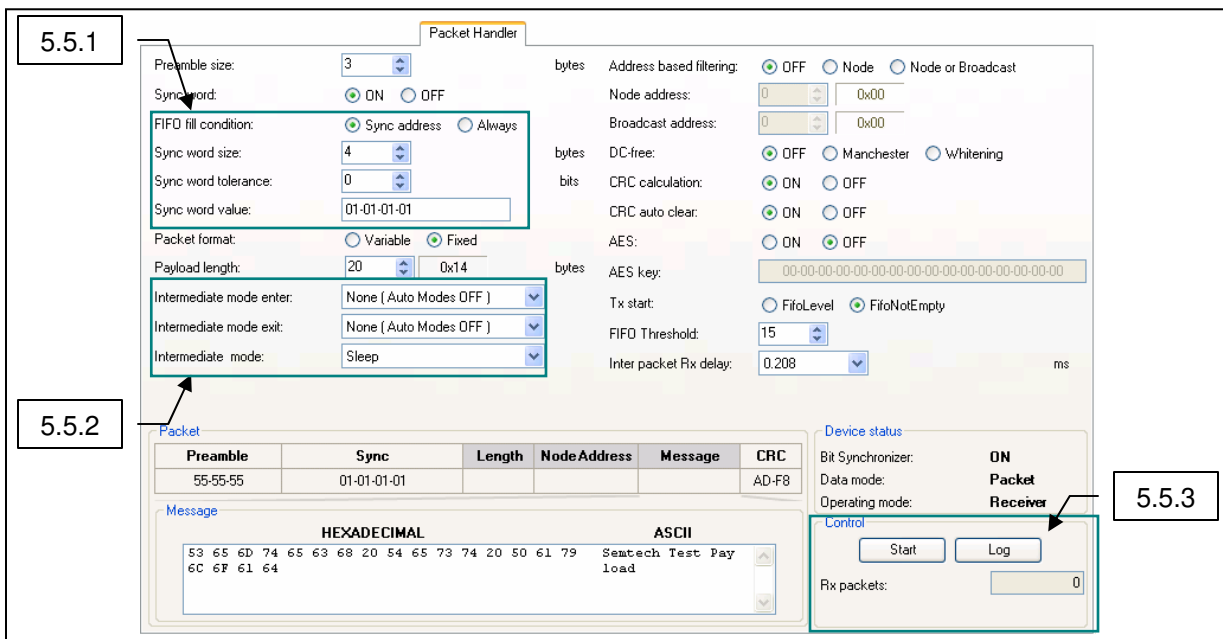 5.5.1
Packet Handler
Preamble size: 3 bytes
Sync word: ON OFF
FIFO fill condition: Sync address Always
Sync word size: 4 bytes
Sync word tolerance: 0 bits
Sync word value: 01-01-01-01
Packet format: Variable Fixed
Payload length: 20 0x14 bytes
Intermediate mode enter: None ( Auto Modes OFF )
Intermediate mode exit: None ( Auto Modes OFF )
Intermediate mode: Sleep
Address based filtering: OFF Node Node or Broadcast
Node address: 0 0x00
Broadcast address: 0 0x00
DC-free: OFF Manchester Whitening
CRC calculation: ON OFF
CRC auto clear: ON OFF
AES: ON OFF
AES key: 00-00-00-00-00-00-00-00-00-00-00-00-00-00-00-00
Tx start: FifoLevel FifoNotEmpty
FIFO Threshold: 15
Inter packet Rx delay: 0.208 ms
5.5.2
Packet
Preamble Sync Length Node Address Message CRC
55-55-55 01-01-01-01 AD-F8
Message
HEXADECIMAL ASCII
53 65 6D 74 65 63 68 20 54 65 73 74 20 50 61 79 Semtech Test Pay
6C 6F 61 64 load
Device status
Bit Synchronizer: ON
Data mode: Packet
Operating mode: Receiver
5.5.3
Control
Start Log
Rx packets: 0